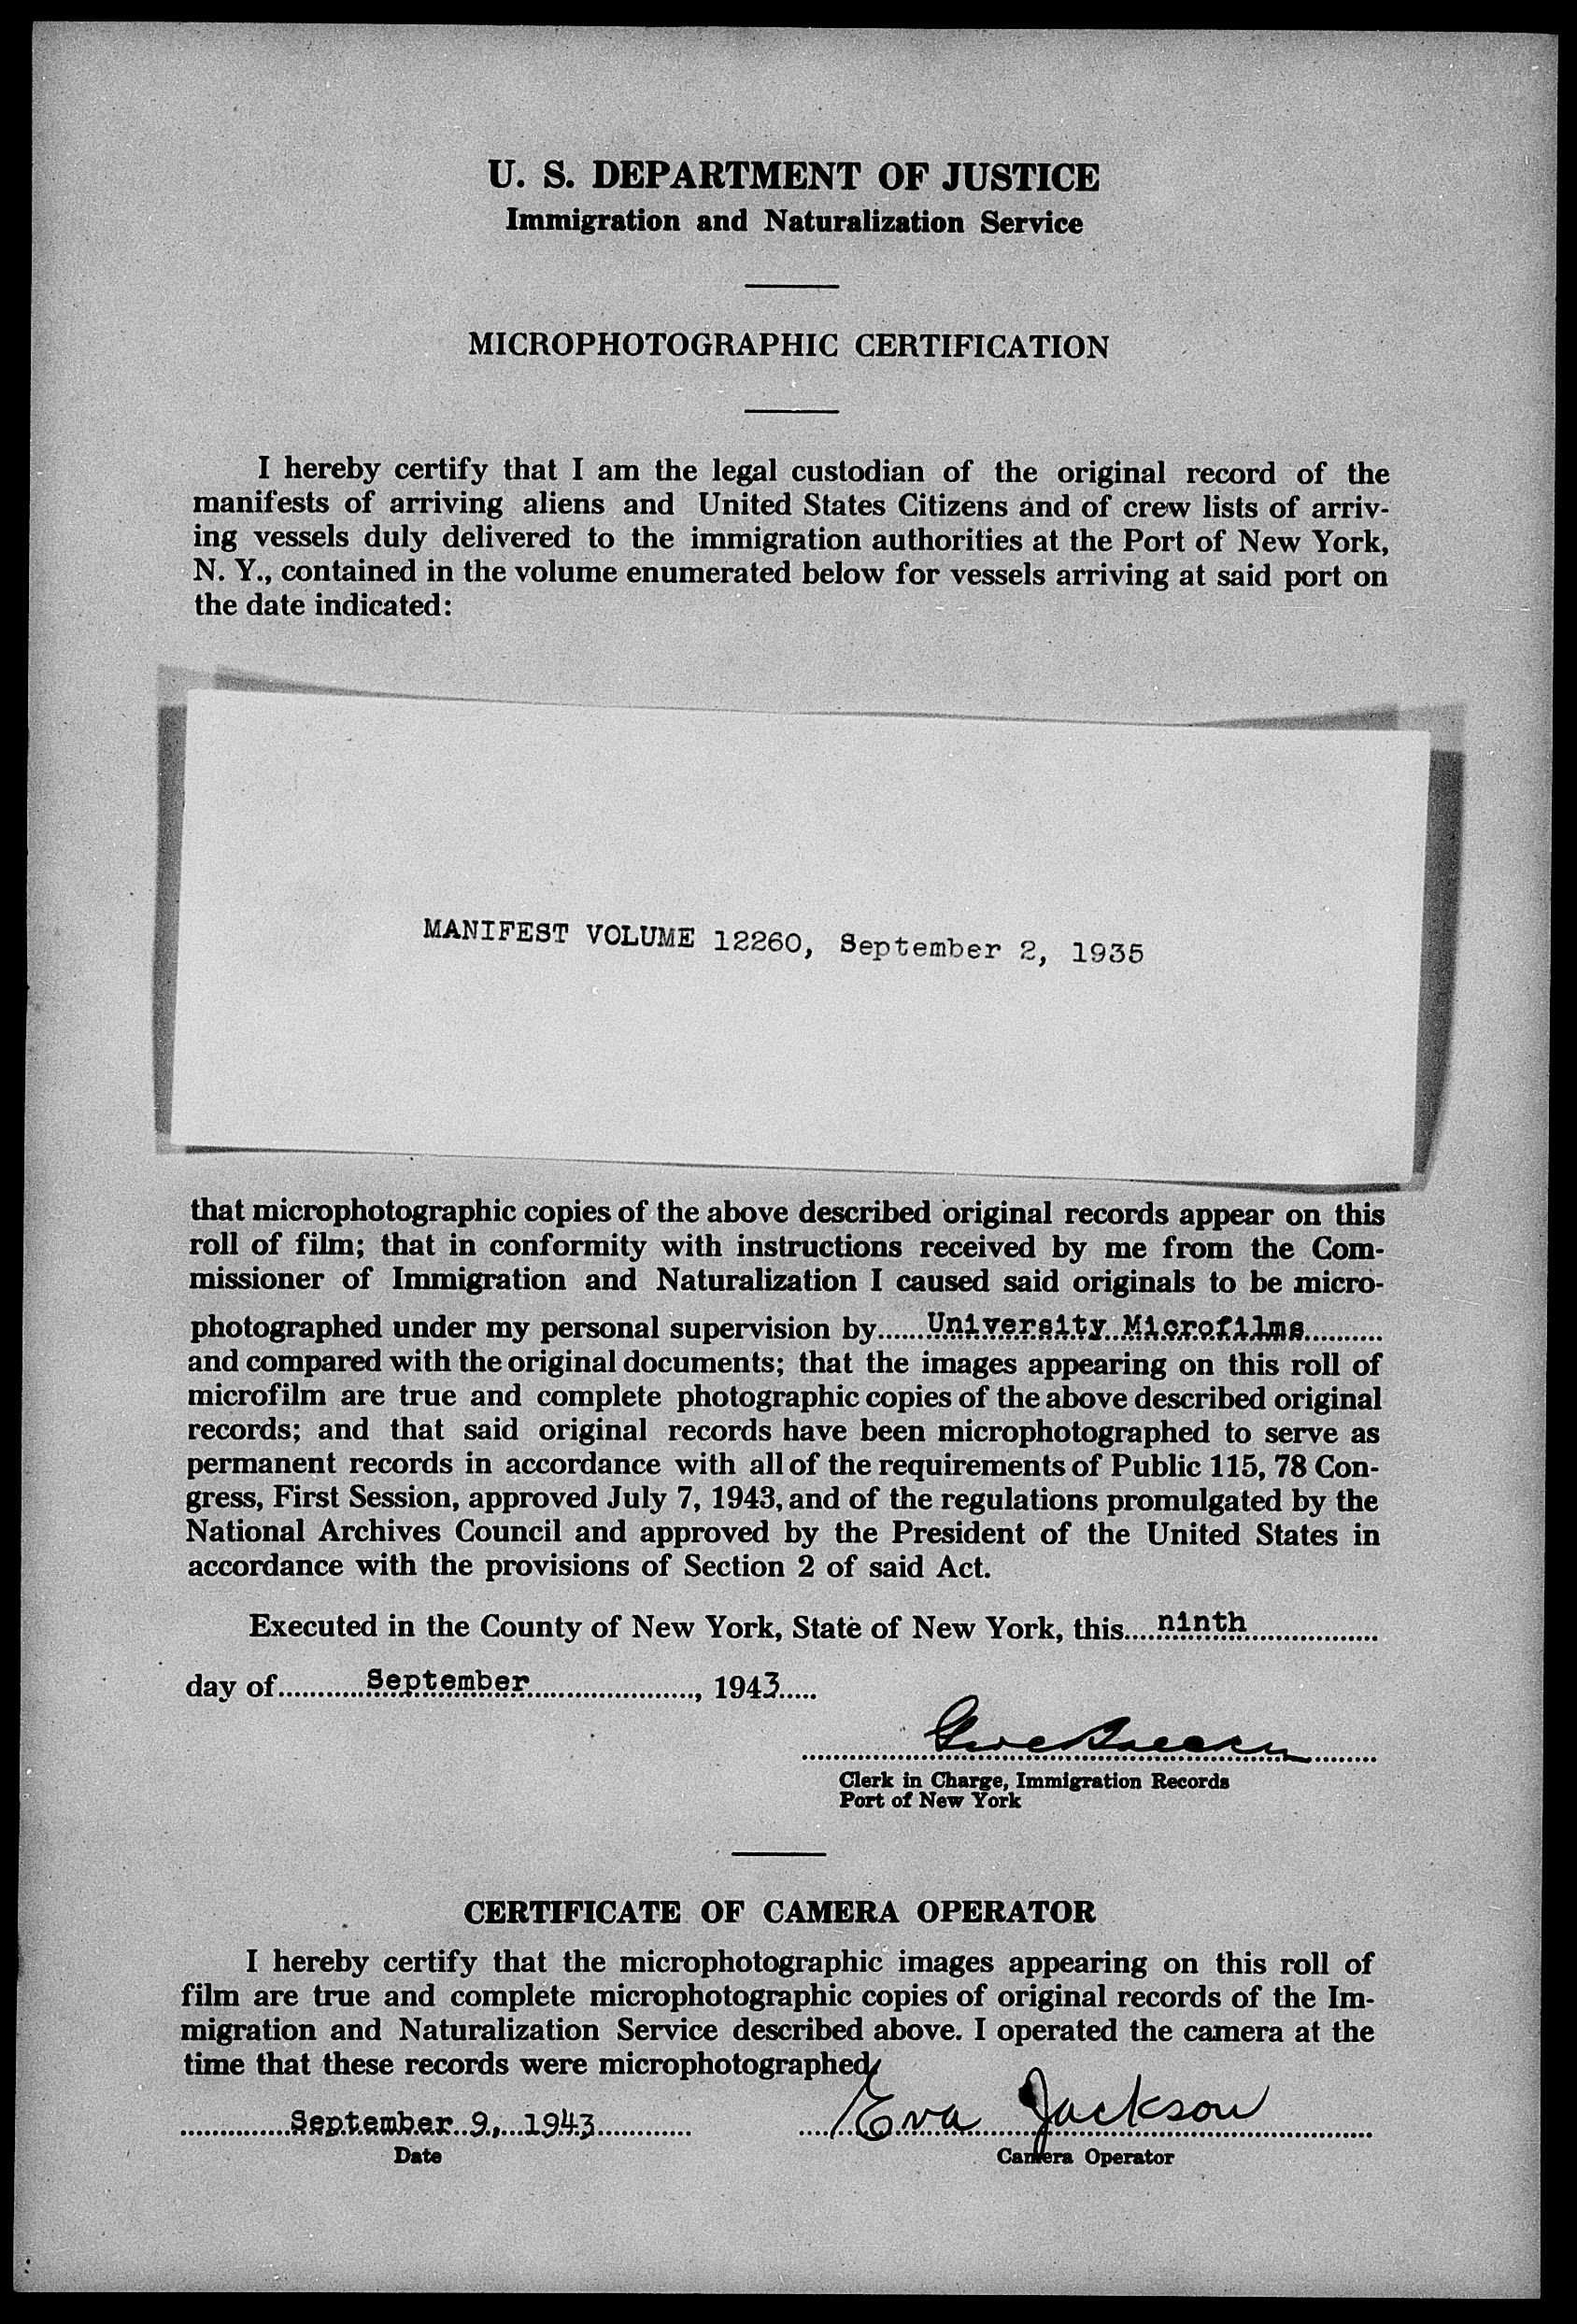 U. S. DEPARTMENT OF JUSTICE
Immigration and Naturalization Service
MICROPHOTOGRAPHIC CERTIFICATION
I hereby certify that I am the legal custodian of the original record of the
manifests of arriving aliens and United States Citizens and of crew lists of arriv-
ing vessels duly delivered to the immigration authorities at the Port of New York,
N. Y., contained in the volume enumerated below for vessels arriving at said port on
the date indicated:
MANIFEST VOLUME 12260, September 2, 1935
that microphotographic copies of the above described original records appear on this
roll of film; that in conformity with instructions received by me from the Com-
missioner of Immigration and Naturalization I caused said originals to be micro-
photographed under my personal supervision by......University Microfilms..........
and compared with the original documents; that the images appearing on this roll of
microfilm are true and complete photographic copies of the above described original
records; and that said original records have been microphotographed to serve as
permanent records in accordance with all of the requirements of Public 115, 78 Con-
gress, First Session, approved July 7, 1943, and of the regulations promulgated by the
National Archives Council and approved by the President of the United States in
accordance with the provisions of Section 2 of said Act.
Executed in the County of New York, State of New York, this....ninth.................
day of...........September......................, 1943.....
Clerk in Charge, Immigration Records
Port of New York
CERTIFICATE OF CAMERA OPERATOR
I hereby certify that the microphotographic images appearing on this roll of
film are true and complete microphotographic copies of original records of the Im-
migration and Naturalization Service described above. I operated the camera at the
time that these records were microphotographed
September 9, 1943 Eva Jackson
Date Camera Operator